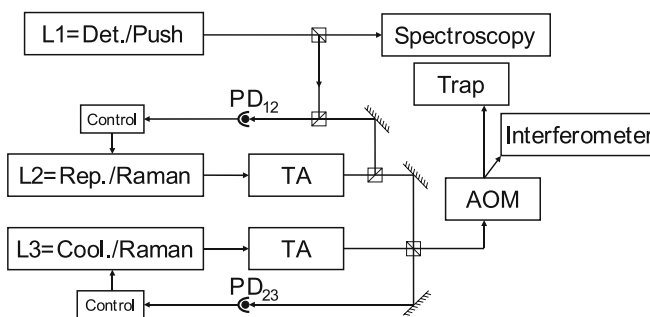 L1=Det./Push
Spectroscopy
Trap
PD12
Control
Interferometer
L2=Rep./Raman
TA
AOM
L3=Cool./Raman
TA
PD23
Control